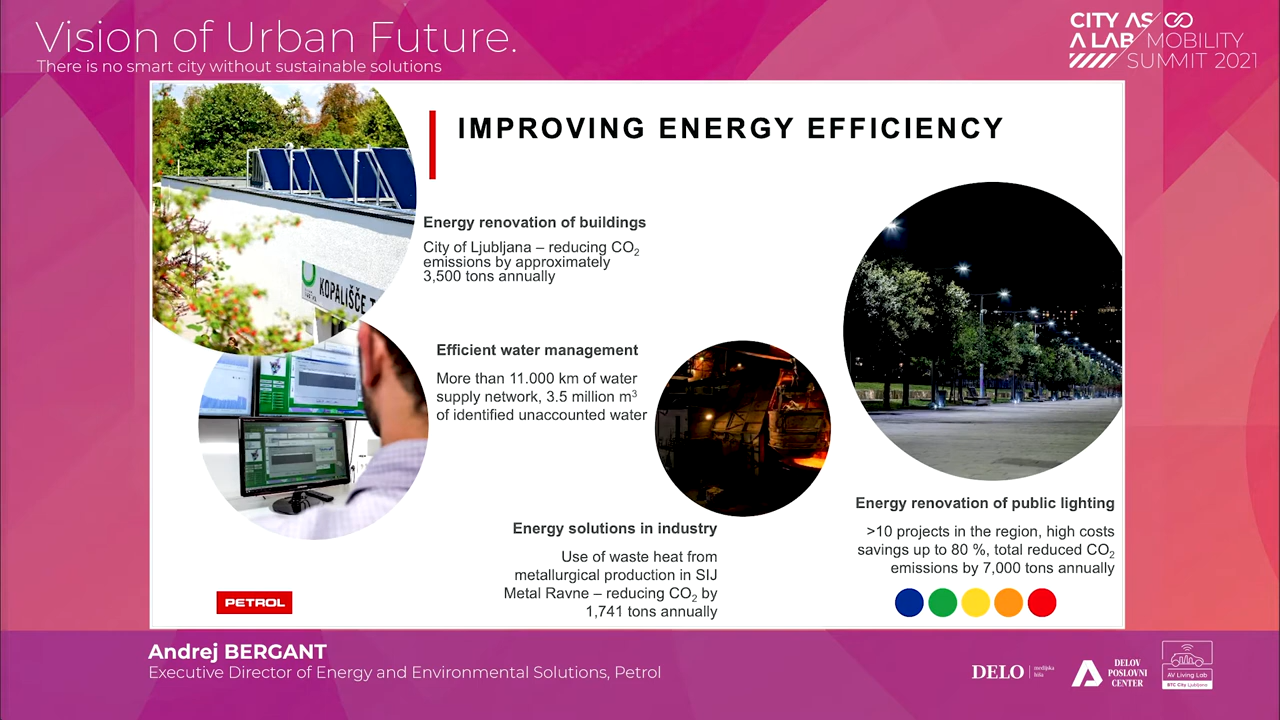 Vision of Urban Future.
There is no smart city without sustainable solutions
CITY AS
A LAB MOBILITY
SUMMIT 2021
IMPROVING ENERGY EFFICIENCY
Energy renovation of buildings
City of Ljubljana – reducing CO₂
emissions by approximately
3,500 tons annually
KOPALIŠČE T
Efficient water management
More than 11.000 km of water
supply network, 3.5 million m³
of identified unaccounted water
Energy solutions in industry
Use of waste heat from
metallurgical production in SIJ
Metal Ravne – reducing CO₂ by
1,741 tons annually
Energy renovation of public lighting
>10 projects in the region, high costs
savings up to 80 %, total reduced CO₂
emissions by 7,000 tons annually
PETROL
Andrej BERGANT
Executive Director of Energy and Environmental Solutions, Petrol
DELO medijska
hiša
DELOV
POSLOVNI
CENTER
AV Living Lab
BTC City Ljubljana